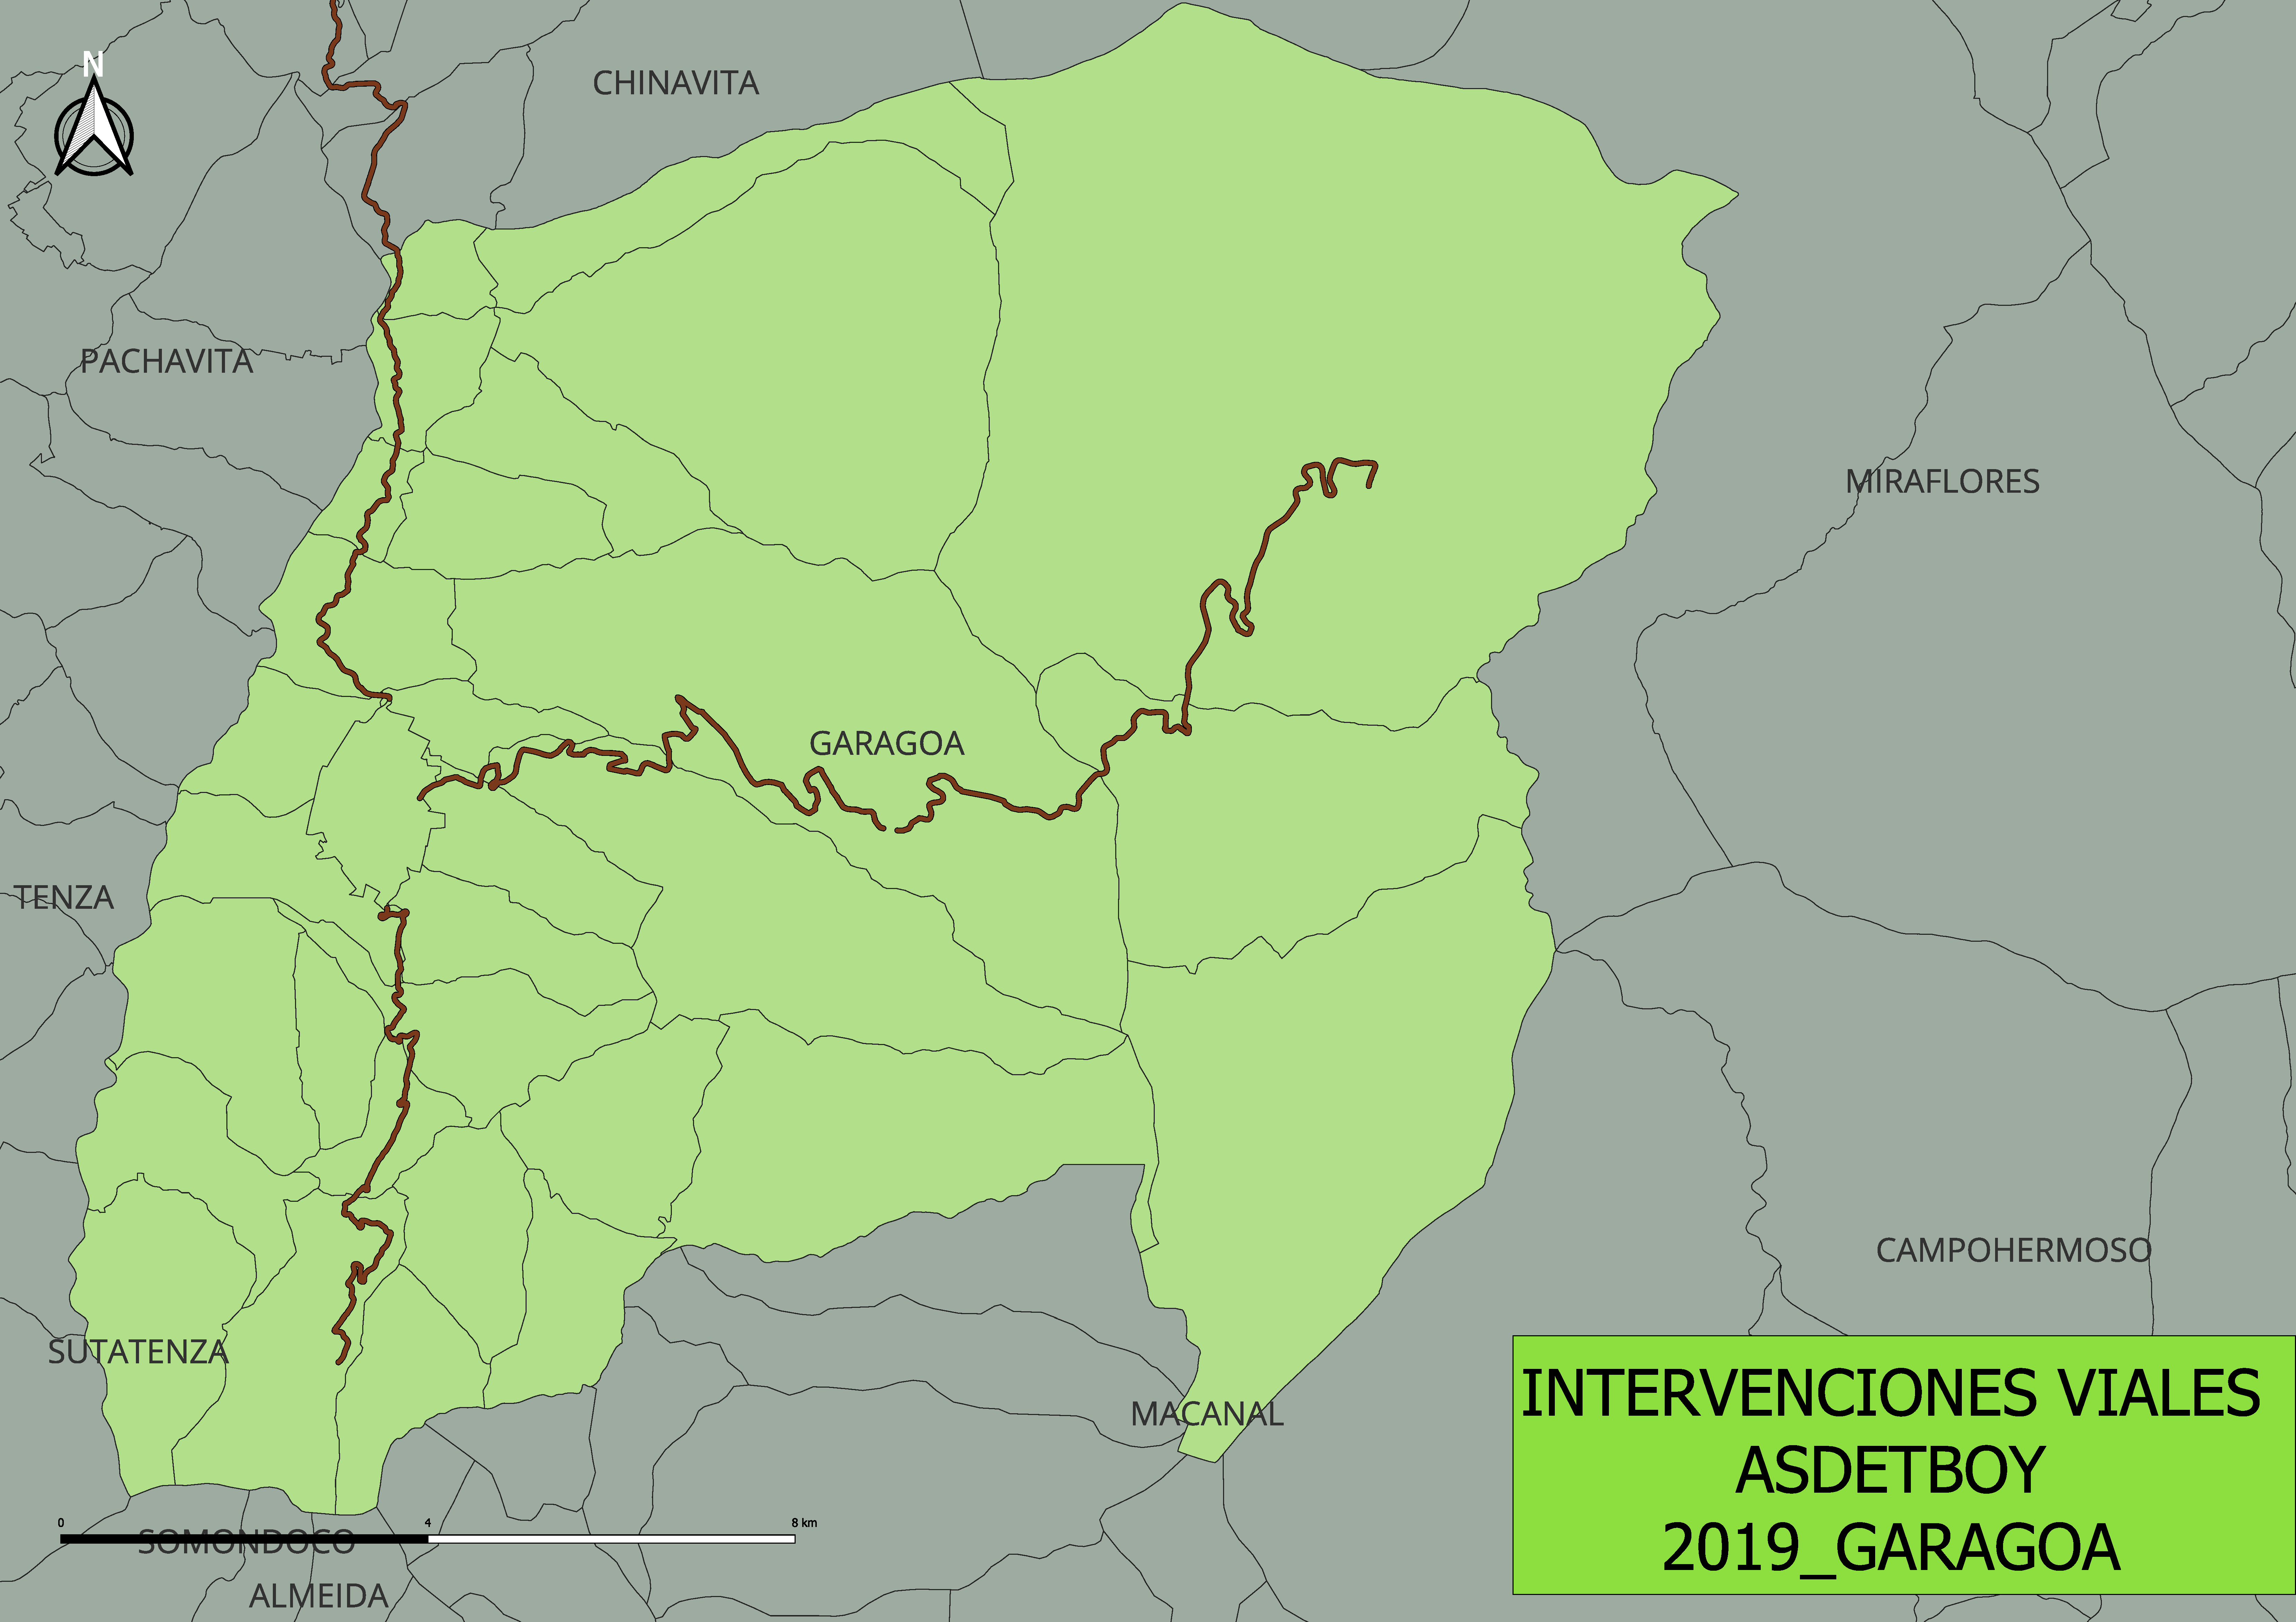 N
CHINAVITA
PACHAVITA
MIRAFLORES
GARAGOA
TENZA
CAMPOHERMOSO
SUTATENZA
MACANAL
INTERVENCIONES VIALES
ASDETBOY
2019_GARAGOA
0 4 8 km
SOMONDOCO
ALMEIDA